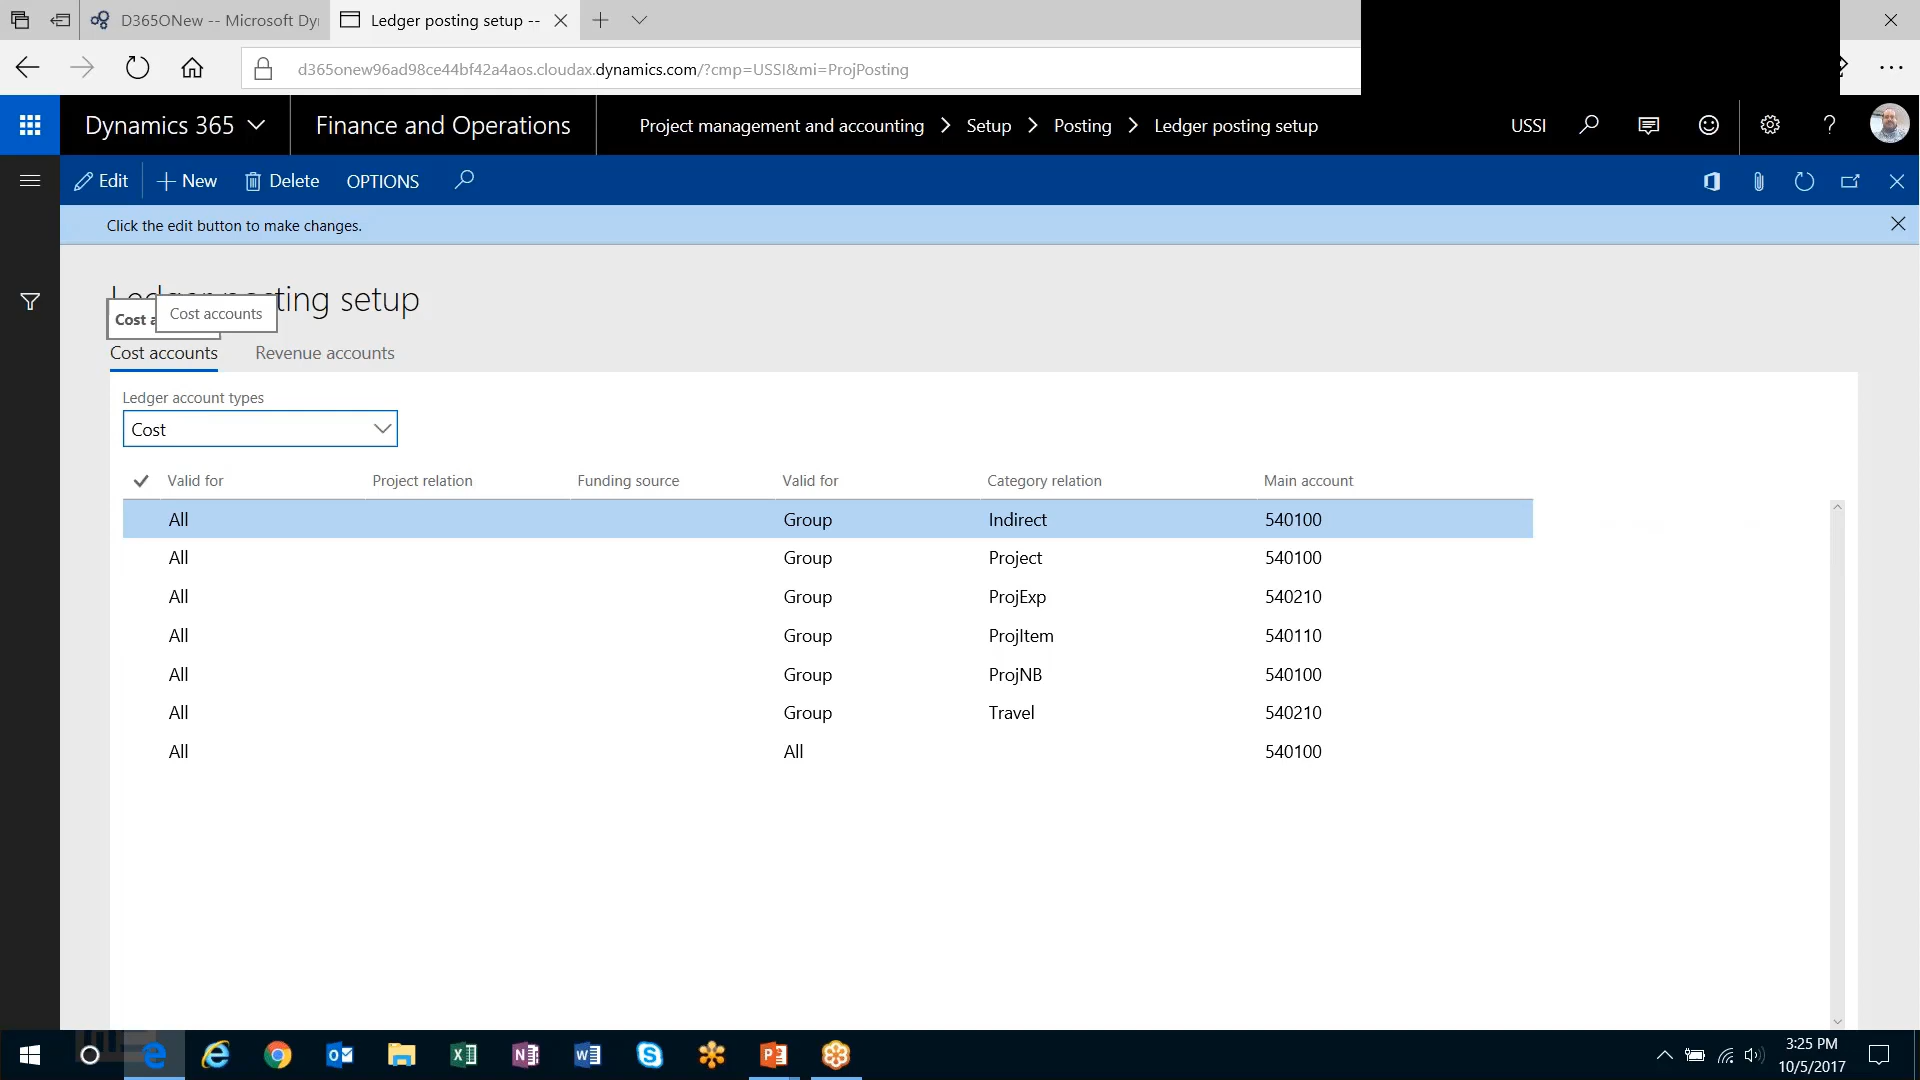 D365ONew -- Microsoft Dy
Ledger posting setup --
d365onew96ad98ce44bf42a4aos.cloudax.dynamics.com/?cmp=USSI&mi=ProjPosting
Dynamics 365
Finance and Operations
Project management and accounting > Setup > Posting > Ledger posting setup
USSI
Edit
New
Delete
OPTIONS
Click the edit button to make changes.
Ledger posting setup
Cost a
Cost accounts
Cost accounts
Revenue accounts
Ledger account types
Cost
Valid for Project relation Funding source Valid for Category relation Main account
All Group Indirect 540100
All Group Project 540100
All Group ProjExp 540210
All Group ProjItem 540110
All Group ProjNB 540100
All Group Travel 540210
All All 540100
3:25 PM
10/5/2017